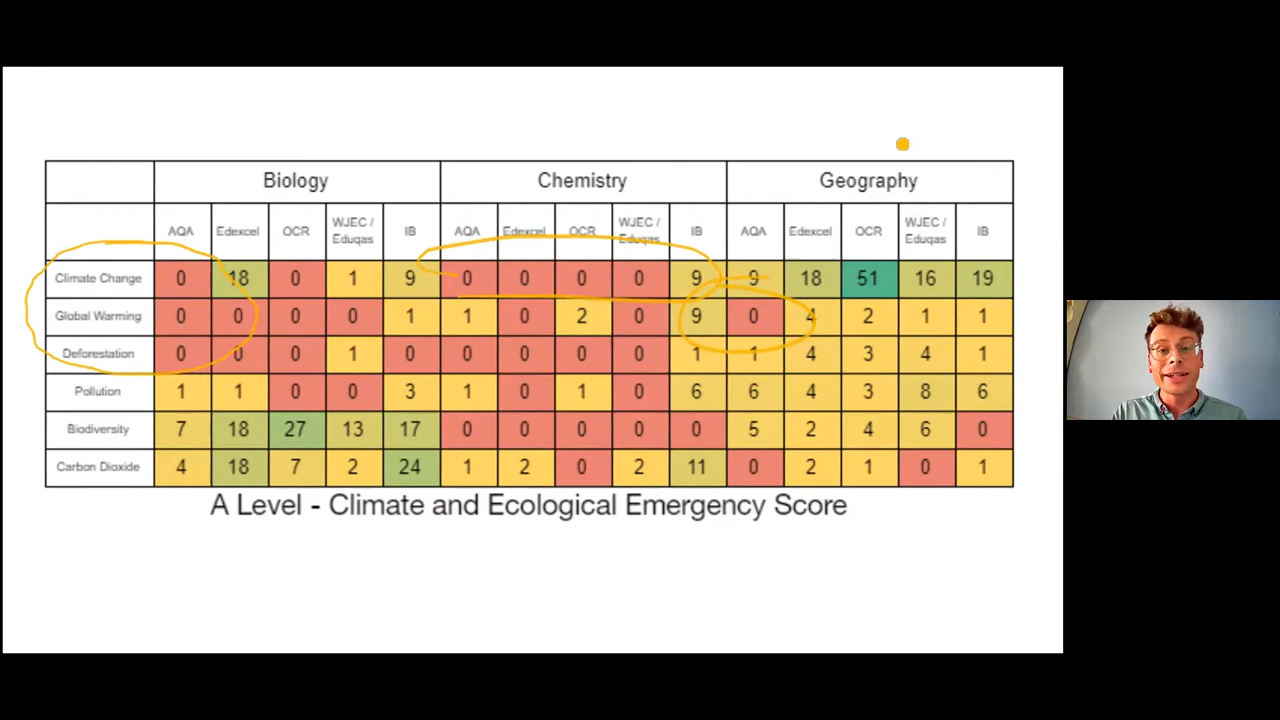 Biology Chemistry Geography
AQA Edexcel OCR WJEC / Eduqas IB AQA Edexcel OCR WJEC / Eduqas IB AQA Edexcel OCR WJEC / Eduqas IB
Climate Change 0 18 0 1 9 0 0 0 0 9 9 18 51 16 19
Global Warming 0 0 0 0 1 1 0 2 0 9 0 4 2 1 1
Deforestation 0 0 0 1 0 0 0 0 0 1 1 4 3 4 1
Pollution 1 1 0 0 3 1 0 1 0 6 6 4 3 8 6
Biodiversity 7 18 27 13 17 0 0 0 0 0 5 2 4 6 0
Carbon Dioxide 4 18 7 2 24 1 2 0 2 11 0 2 1 0 1
A Level - Climate and Ecological Emergency Score